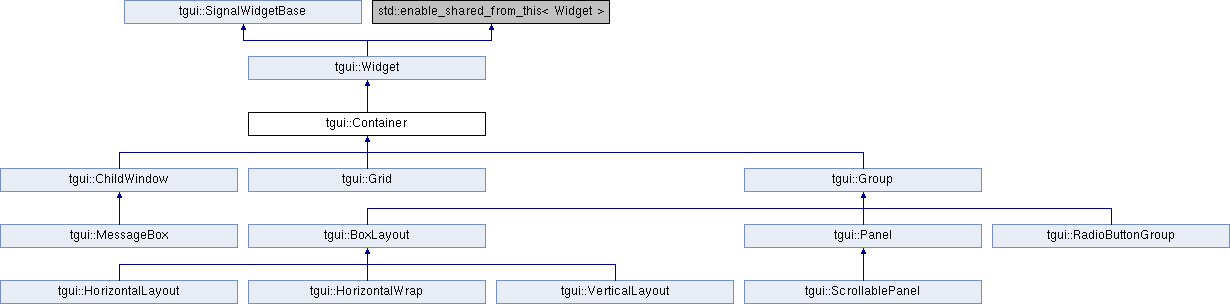 tgui::SignalWidgetBase
std::enable_shared_from_this< Widget >
tgui::Widget
tgui::Container
tgui::ChildWindow
tgui::Grid
tgui::Group
tgui::MessageBox
tgui::BoxLayout
tgui::Panel
tgui::RadioButtonGroup
tgui::HorizontalLayout
tgui::HorizontalWrap
tgui::VerticalLayout
tgui::ScrollablePanel